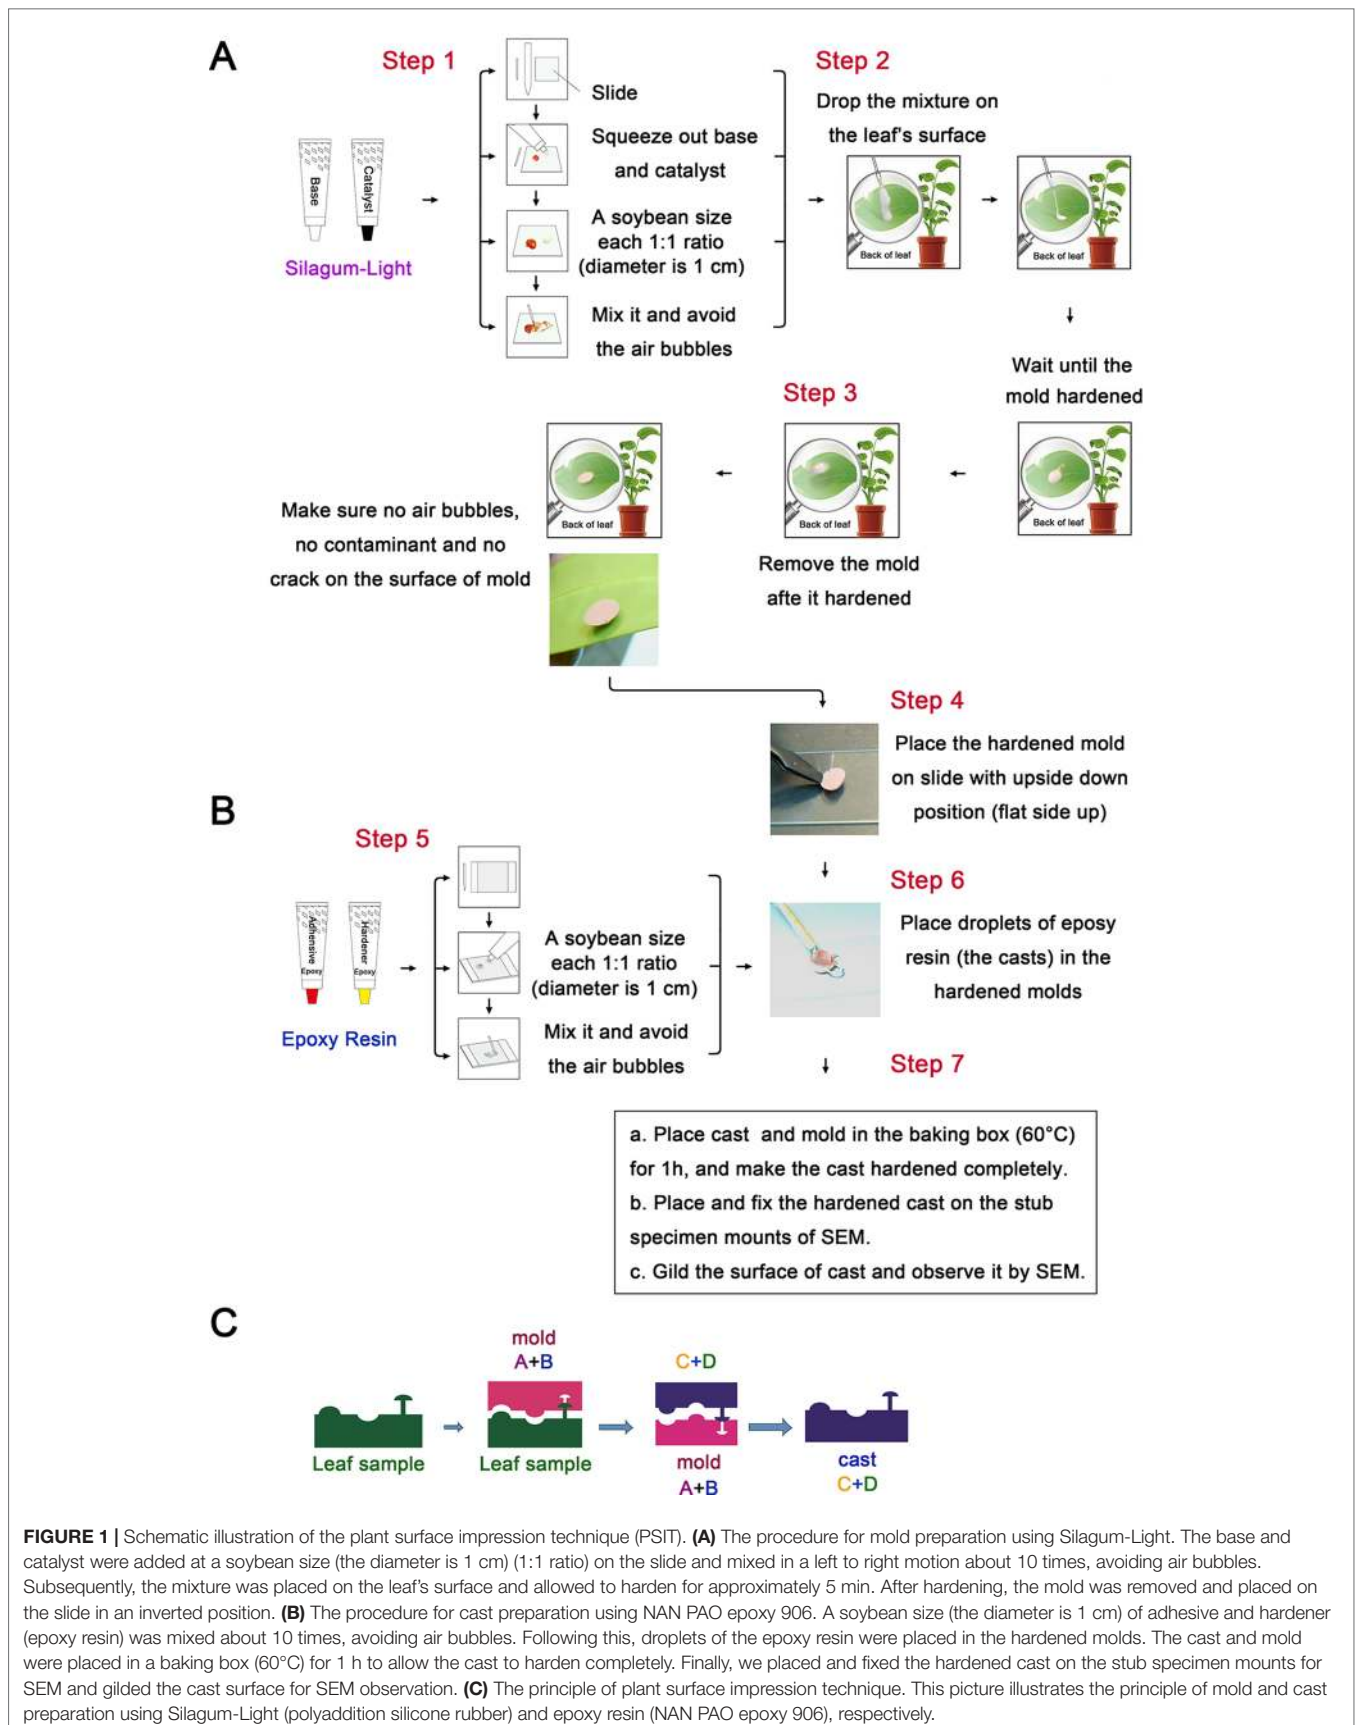 A
Step 1
Slide
Squeeze out base
and catalyst
A soybean size
each 1:1 ratio
(diameter is 1 cm)
Mix it and avoid
the air bubbles
Base
Catalyst
Silagum-Light
Step 2
Drop the mixture on
the leaf's surface
Back of leaf
Back of leaf
Wait until the
mold hardened
Back of leaf
Step 3
Back of leaf
Remove the mold
afte it hardened
Back of leaf
Make sure no air bubbles,
no contaminant and no
crack on the surface of mold
Step 4
Place the hardened mold
on slide with upside down
position (flat side up)
B
Step 5
Adhensive
Epoxy
Hardener
Epoxy
Epoxy Resin
A soybean size
each 1:1 ratio
(diameter is 1 cm)
Mix it and avoid
the air bubbles
Step 6
Place droplets of eposy
resin (the casts) in the
hardened molds
Step 7
a. Place cast and mold in the baking box (60°C)
for 1h, and make the cast hardened completely.
b. Place and fix the hardened cast on the stub
specimen mounts of SEM.
c. Gild the surface of cast and observe it by SEM.
C
Leaf sample
mold
A+B
Leaf sample
C+D
mold
A+B
cast
C+D
FIGURE 1 | Schematic illustration of the plant surface impression technique (PSIT). (A) The procedure for mold preparation using Silagum-Light. The base and
catalyst were added at a soybean size (the diameter is 1 cm) (1:1 ratio) on the slide and mixed in a left to right motion about 10 times, avoiding air bubbles.
Subsequently, the mixture was placed on the leaf's surface and allowed to harden for approximately 5 min. After hardening, the mold was removed and placed on
the slide in an inverted position. (B) The procedure for cast preparation using NAN PAO epoxy 906. A soybean size (the diameter is 1 cm) of adhesive and hardener
(epoxy resin) was mixed about 10 times, avoiding air bubbles. Following this, droplets of the epoxy resin were placed in the hardened molds. The cast and mold
were placed in a baking box (60°C) for 1 h to allow the cast to harden completely. Finally, we placed and fixed the hardened cast on the stub specimen mounts for
SEM and gilded the cast surface for SEM observation. (C) The principle of plant surface impression technique. This picture illustrates the principle of mold and cast
preparation using Silagum-Light (polyaddition silicone rubber) and epoxy resin (NAN PAO epoxy 906), respectively.